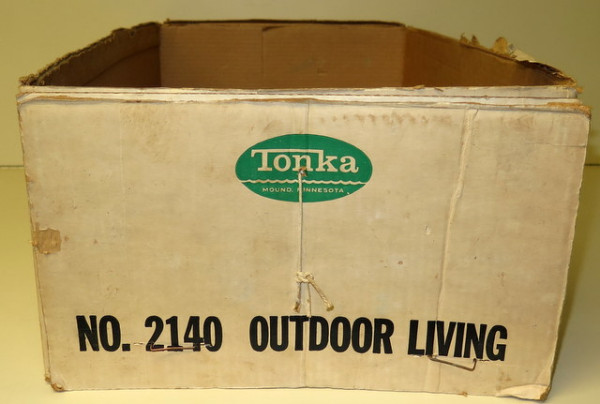 Tonka
MOUND, MINNESOTA
NO. 2140 OUTDOOR LIVING